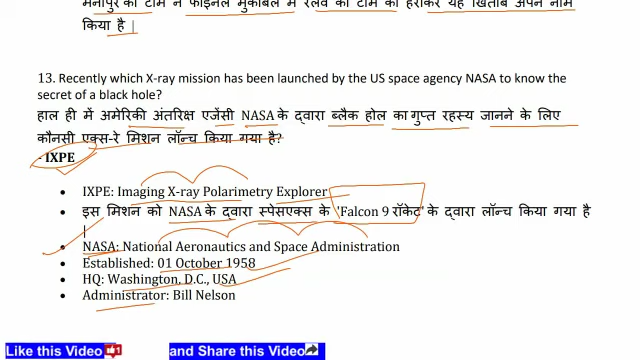 मनीपुर की टीम ने फाइनल मुकाबले में रेलवे की टीम को हराकर यह खिताब अपने नाम
किया है |
13. Recently which X-ray mission has been launched by the US space agency NASA to know the
secret of a black hole?
हाल ही में अमेरिकी अंतरिक्ष एजेंसी NASA के द्वारा ब्लैक होल का गुप्त रहस्य जानने के लिए
कौनसी एक्स-रे मिशन लॉन्च किया गया है?
- IXPE
• IXPE: Imaging X-ray Polarimetry Explorer
• इस मिशन को NASA के द्वारा स्पेसएक्स के 'Falcon 9 रॉकेट' के द्वारा लॉन्च किया गया है
|
• NASA: National Aeronautics and Space Administration
• Established: 01 October 1958
• HQ: Washington, D.C., USA
• Administrator: Bill Nelson
Like this Video and Share this Video